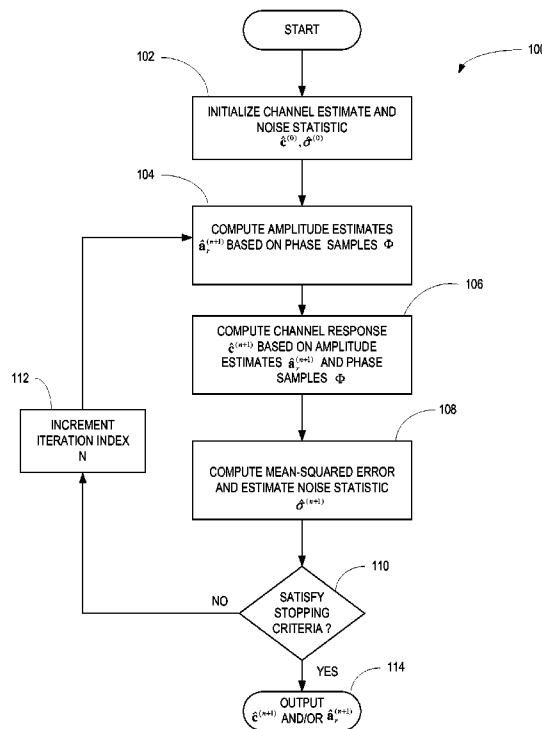 START
100
102
INITIALIZE CHANNEL ESTIMATE AND
NOISE STATISTIC
ĉ⁽⁰⁾, σ̂⁽⁰⁾
104
COMPUTE AMPLITUDE ESTIMATES
âᵣ⁽ⁿ⁺¹⁾ BASED ON PHASE SAMPLES Φ
106
COMPUTE CHANNEL RESPONSE
ĉ⁽ⁿ⁺¹⁾ BASED ON AMPLITUDE
ESTIMATES âᵣ⁽ⁿ⁺¹⁾ AND PHASE
SAMPLES Φ
112
INCREMENT
ITERATION INDEX
N
108
COMPUTE MEAN-SQUARED ERROR
AND ESTIMATE NOISE STATISTIC
σ̂⁽ⁿ⁺¹⁾
110
SATISFY
STOPPING
CRITERIA ?
NO
YES
114
OUTPUT
ĉ⁽ⁿ⁺¹⁾ AND/OR âᵣ⁽ⁿ⁺¹⁾